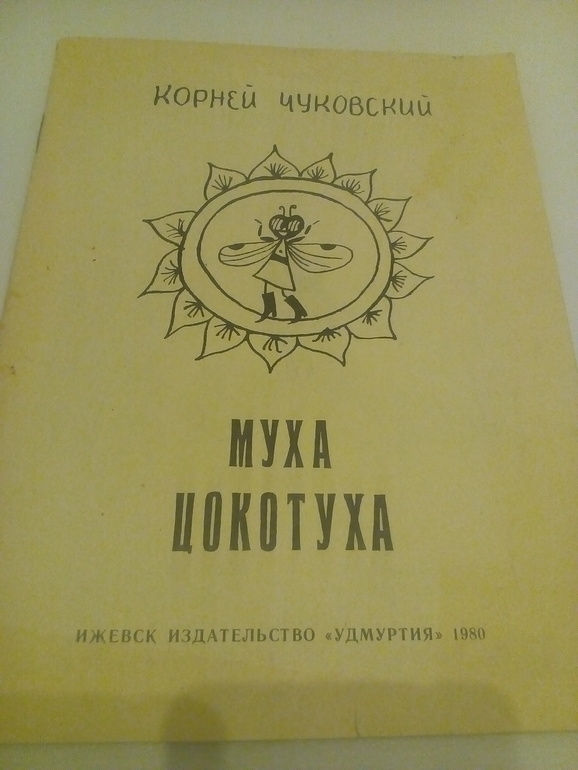 КОРНЕЙ ЧУКОВСКИЙ
МУХА
ЦОКОТУХА
ИЖЕВСК ИЗДАТЕЛЬСТВО «УДМУРТИЯ» 1980